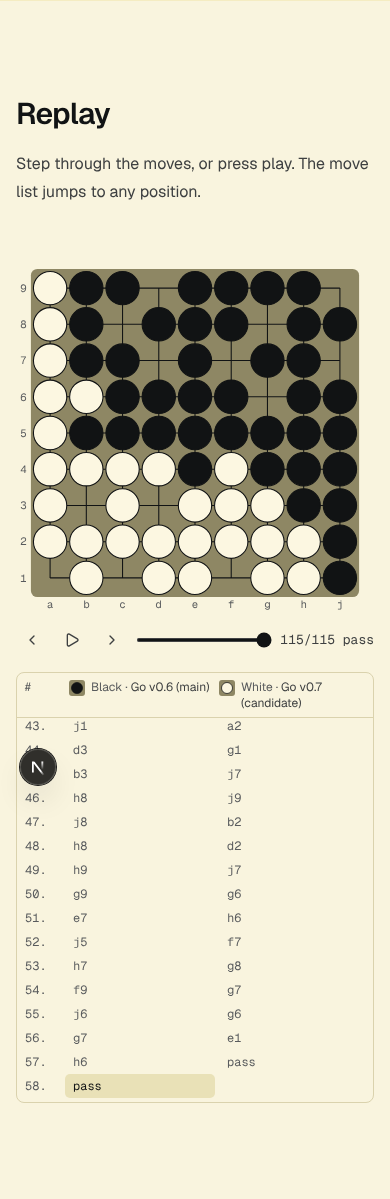 Replay
Step through the moves, or press play. The move
list jumps to any position.
9
8
7
6
5
4
3
2
1
a b c d e f g h j
115/115 pass
# Black · Go v0.6 (main) White · Go v0.7
(candidate)
43. j1 a2
d3 g1
b3 j7
46. h8 j9
47. j8 b2
48. h8 d2
49. h9 j7
50. g9 g6
51. e7 h6
52. j5 f7
53. h7 g8
54. f9 g7
55. j6 g6
56. g7 e1
57. h6 pass
58. pass
N